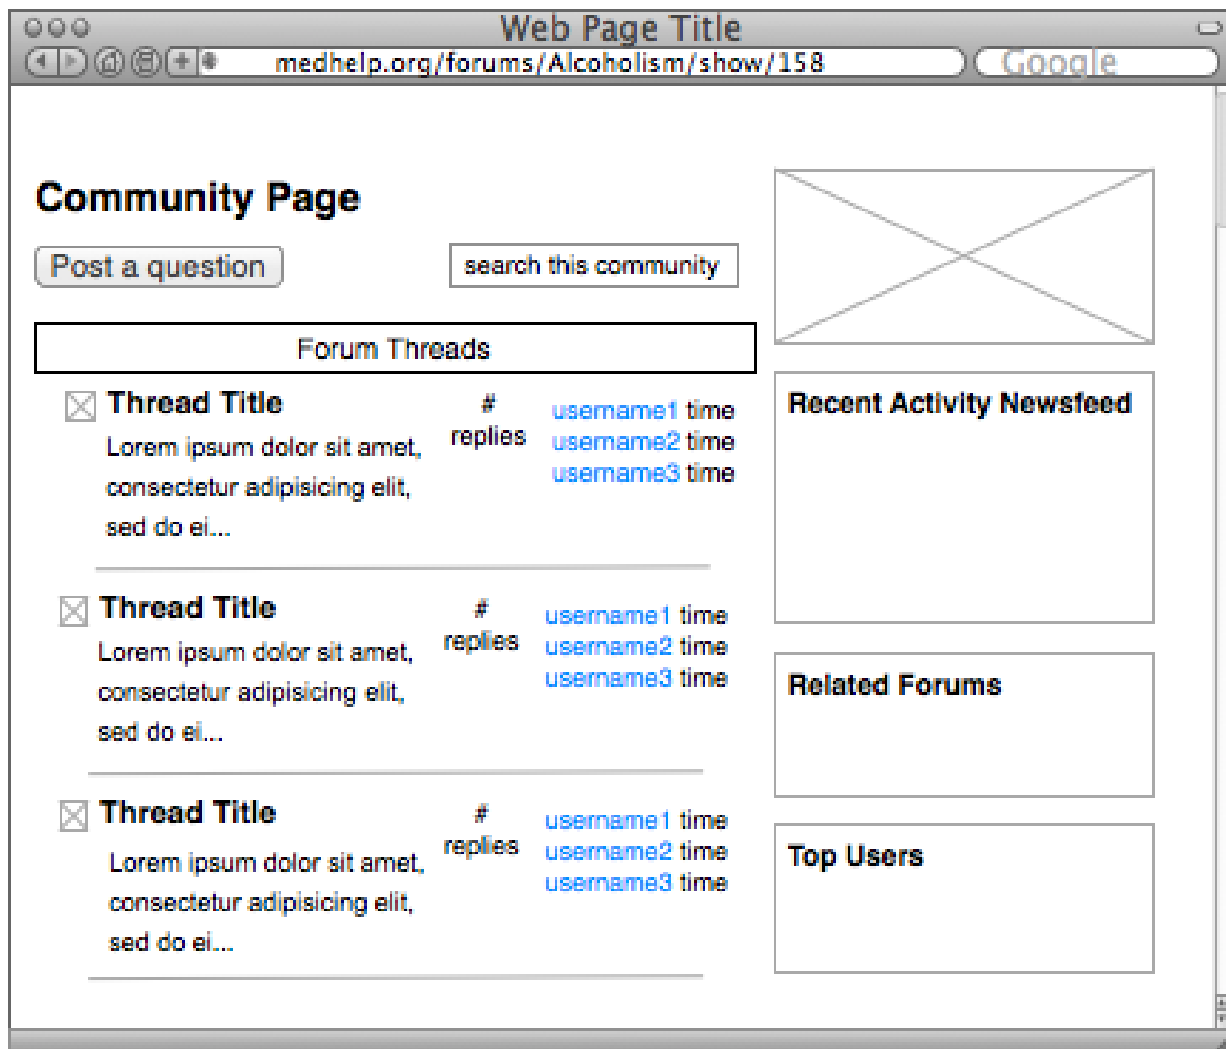 Web Page Title
medhelp.org/forums/Alcoholism/show/158
Google
Community Page
Post a question
search this community
Forum Threads
Thread Title
Lorem ipsum dolor sit amet,
consectetur adipisicing elit,
sed do ei...
#
replies
username1 time
username2 time
username3 time
Thread Title
Lorem ipsum dolor sit amet,
consectetur adipisicing elit,
sed do ei...
#
replies
username1 time
username2 time
username3 time
Thread Title
Lorem ipsum dolor sit amet,
consectetur adipisicing elit,
sed do ei...
#
replies
username1 time
username2 time
username3 time
Recent Activity Newsfeed
Related Forums
Top Users